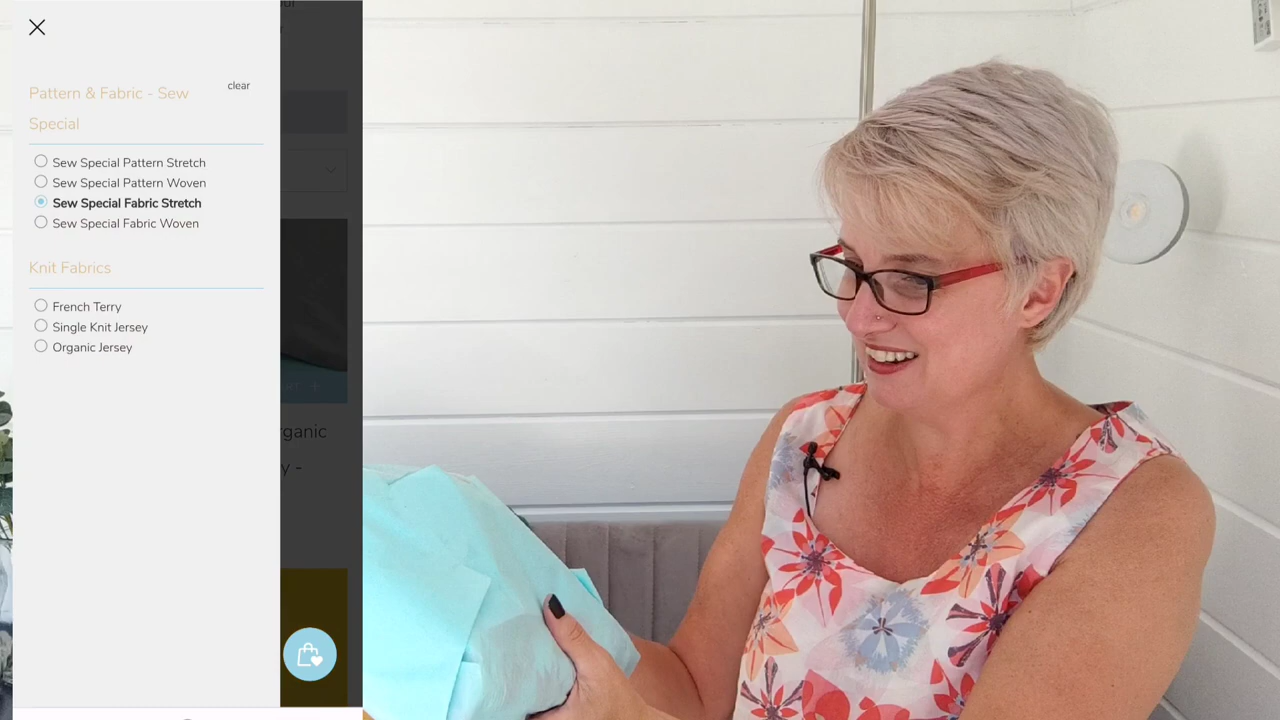 clear
Pattern & Fabric - Sew
Special
Sew Special Pattern Stretch
Sew Special Pattern Woven
Sew Special Fabric Stretch
Sew Special Fabric Woven
Knit Fabrics
French Terry
Single Knit Jersey
Organic Jersey